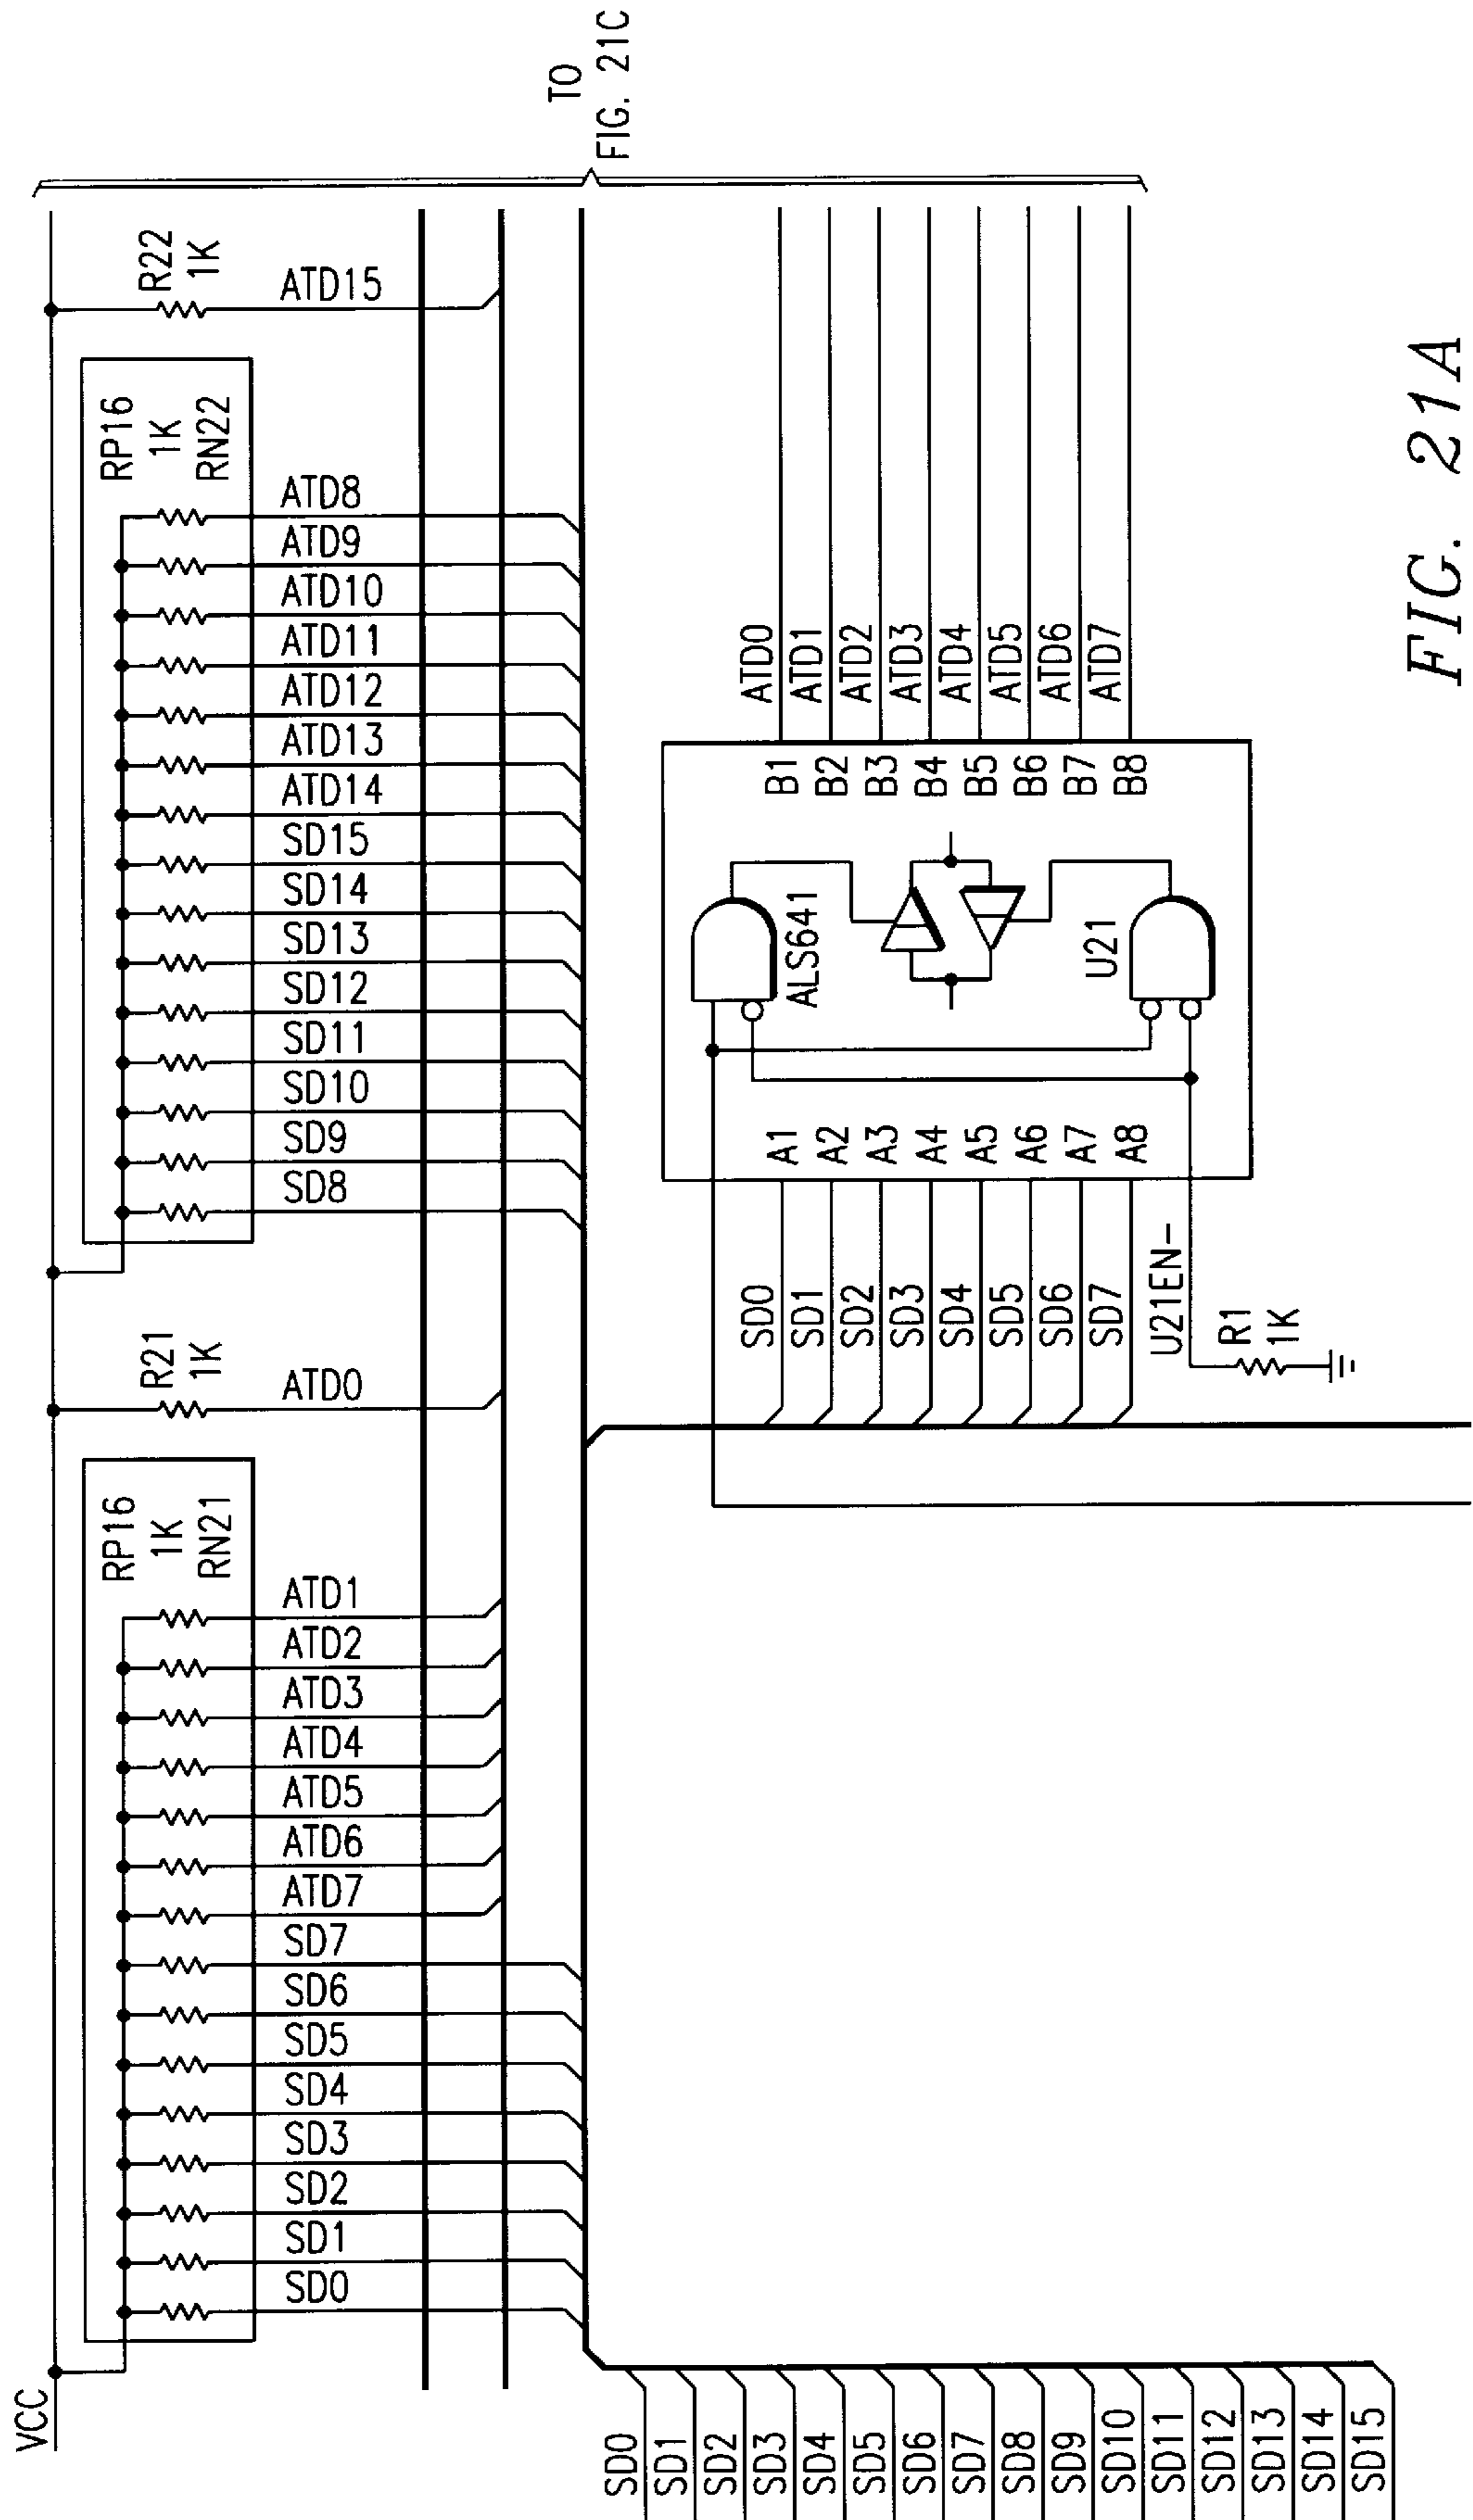 VCC
RP16
1K
RN21
SD0
SD1
SD2
SD3
SD4
SD5
SD6
SD7
ATD7
ATD6
ATD5
ATD4
ATD3
ATD2
ATD1
R21
1K
ATD0
RP16
1K
RN22
SD8
SD9
SD10
SD11
SD12
SD13
SD14
SD15
ATD14
ATD13
ATD12
ATD11
ATD10
ATD9
ATD8
R22
1K
ATD15
TO
FIG. 21C
SD0
SD1
SD2
SD3
SD4
SD5
SD6
SD7
SD8
SD9
SD10
SD11
SD12
SD13
SD14
SD15
SD0 A1 B1 ATD0
SD1 A2 B2 ATD1
SD2 A3 B3 ATD2
SD3 A4 B4 ATD3
SD4 A5 B5 ATD4
SD5 A6 B6 ATD5
SD6 A7 B7 ATD6
SD7 A8 B8 ATD7
ALS641
U21
U21EN-
R1
1K
FIG. 21A